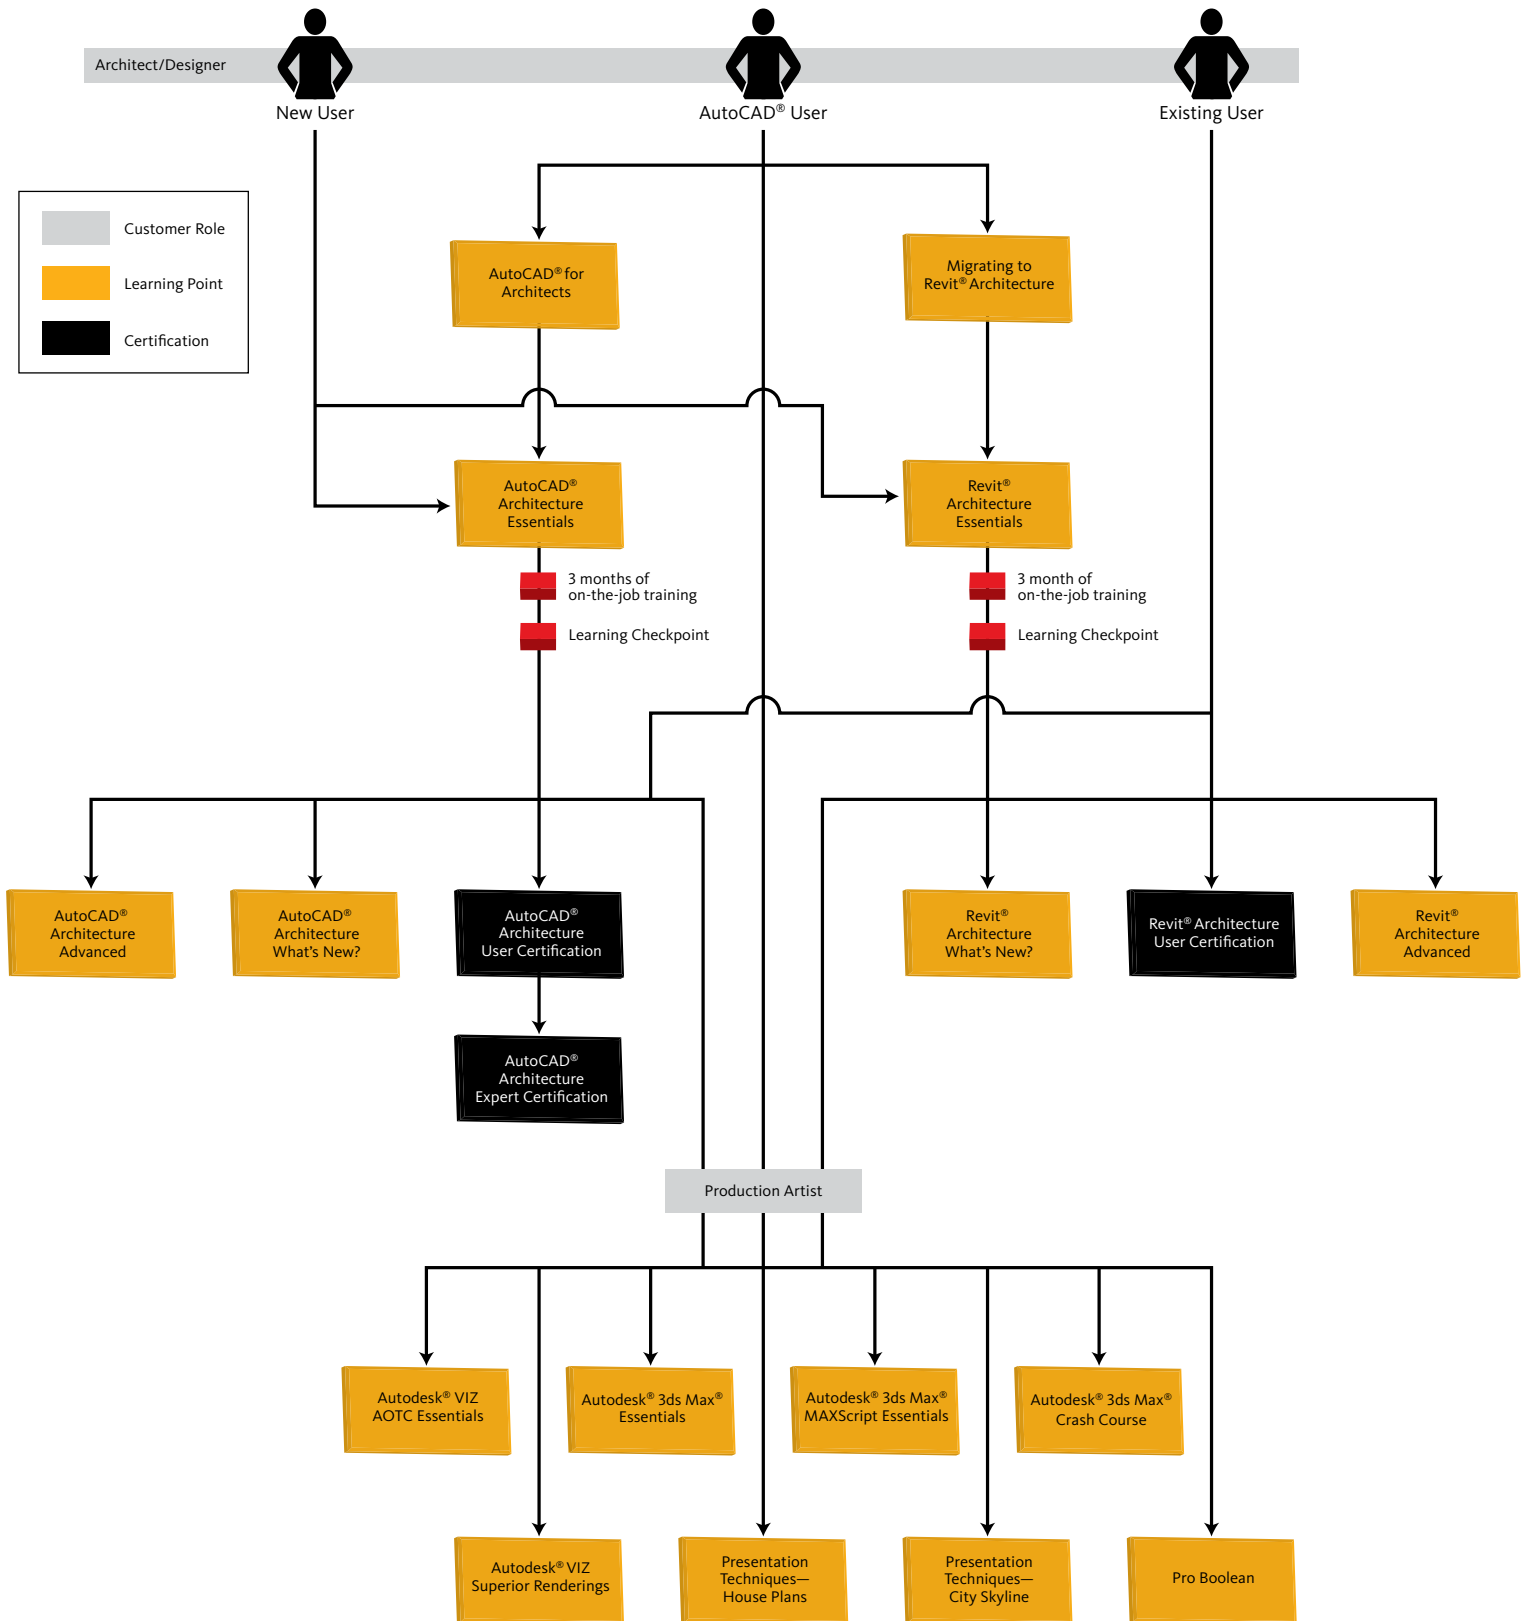 Architect/Designer
New User
AutoCAD® User
Existing User
Customer Role
Learning Point
Certification
AutoCAD® for
Architects
Migrating to
Revit® Architecture
AutoCAD®
Architecture
Essentials
Revit®
Architecture
Essentials
3 months of
on-the-job training
Learning Checkpoint
3 month of
on-the-job training
Learning Checkpoint
AutoCAD®
Architecture
Advanced
AutoCAD®
Architecture
What's New?
AutoCAD®
Architecture
User Certification
Revit®
Architecture
What's New?
Revit® Architecture
User Certification
Revit®
Architecture
Advanced
AutoCAD®
Architecture
Expert Certification
Production Artist
Autodesk® VIZ
AOTC Essentials
Autodesk® 3ds Max®
Essentials
Autodesk® 3ds Max®
MAXScript Essentials
Autodesk® 3ds Max®
Crash Course
Autodesk® VIZ
Superior Renderings
Presentation
Techniques—
House Plans
Presentation
Techniques—
City Skyline
Pro Boolean